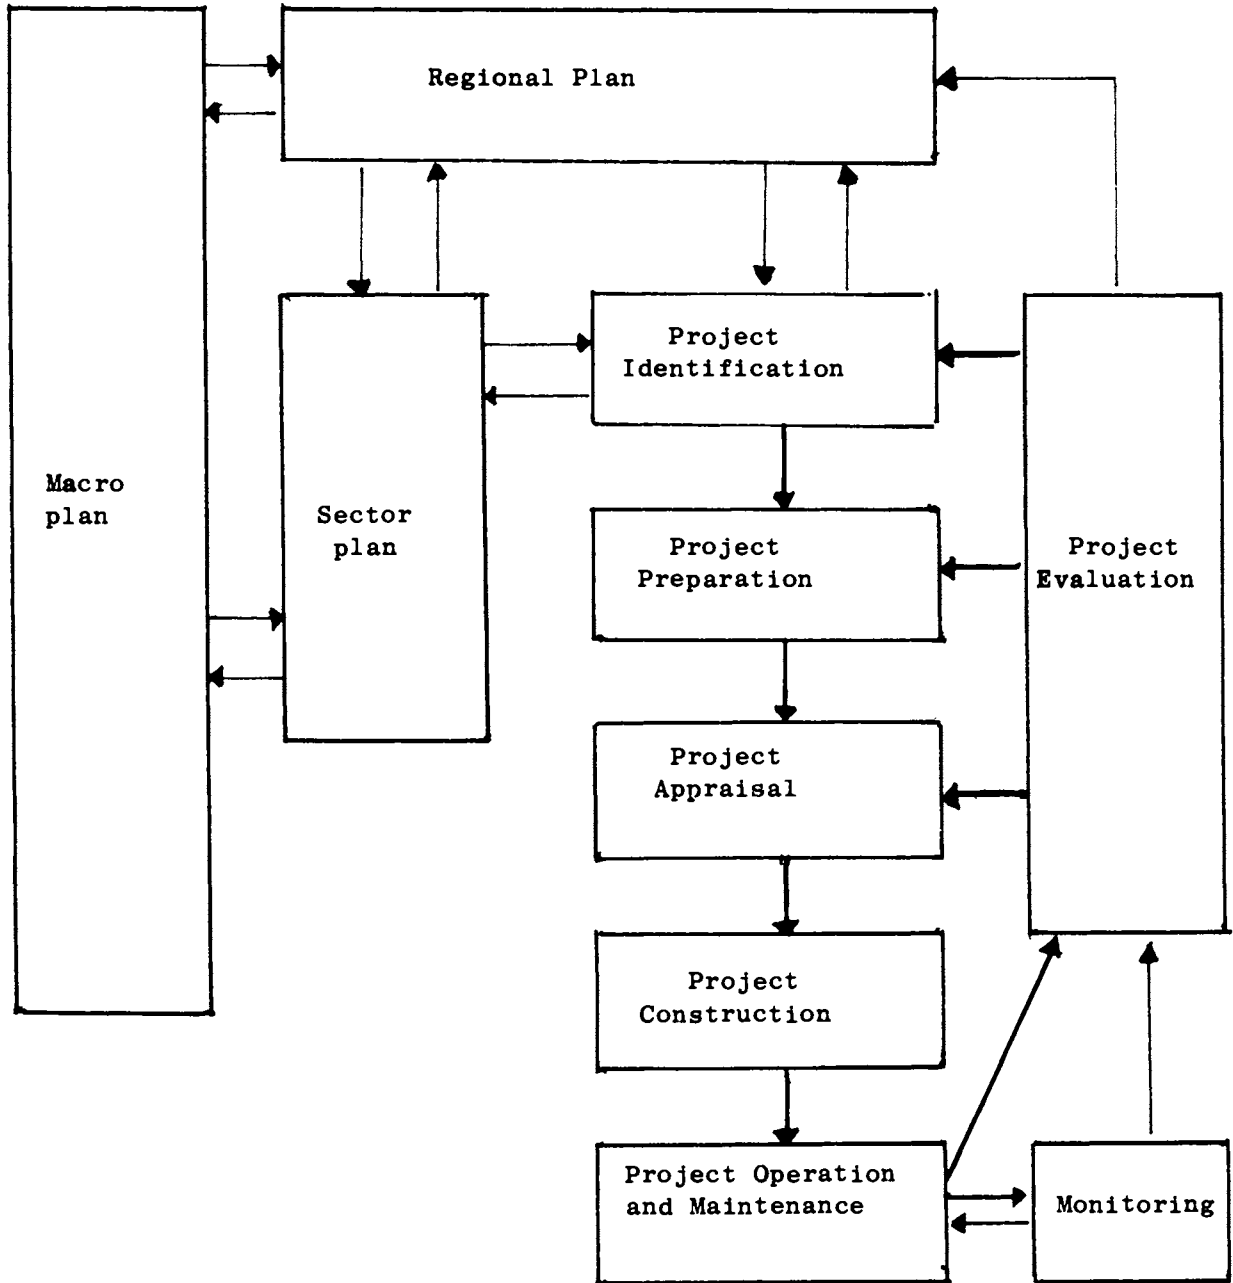 Regional Plan
Project
Identification
Macro
plan
Sector
plan
Project
Preparation
Project
Evaluation
Project
Appraisal
Project
Construction
Project Operation
and Maintenance
Monitoring